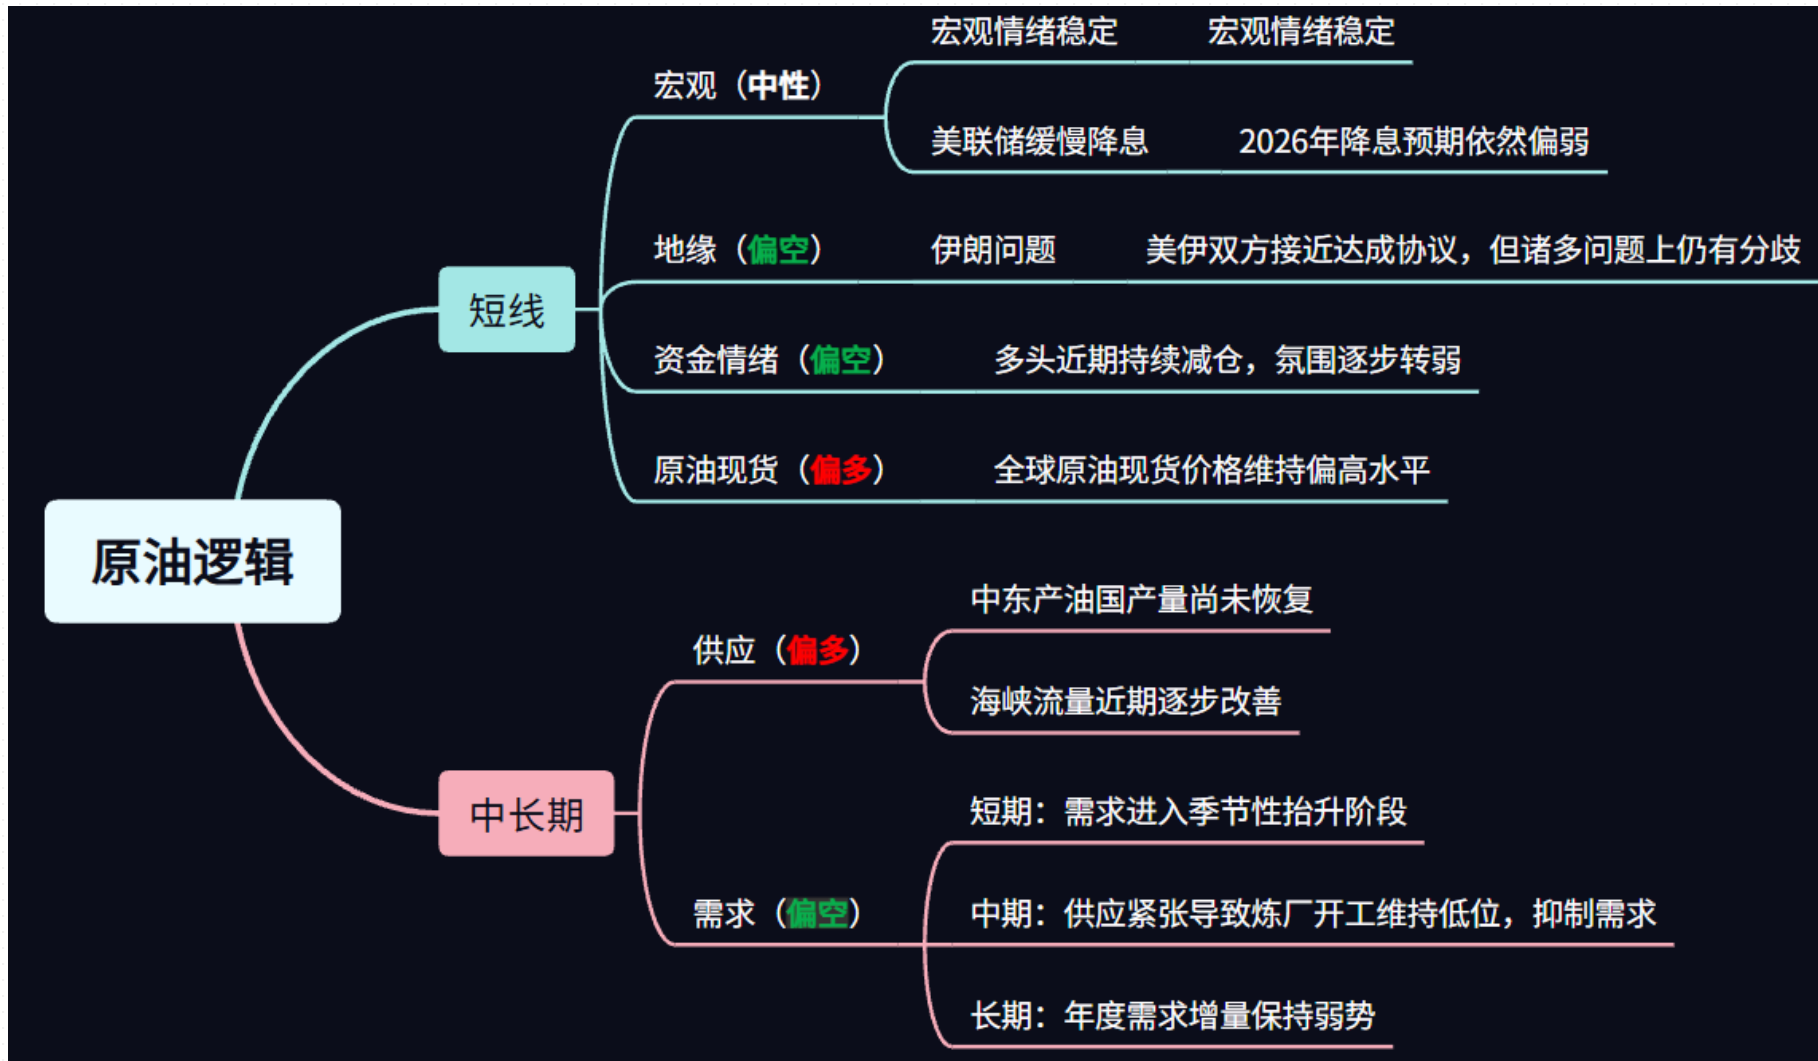 原油逻辑
短线
宏观（中性）
宏观情绪稳定
宏观情绪稳定
美联储缓慢降息
2026年降息预期依然偏弱
地缘（偏空）
伊朗问题
美伊双方接近达成协议，但诸多问题上仍有分歧
资金情绪（偏空）
多头近期持续减仓，氛围逐步转弱
原油现货（偏多）
全球原油现货价格维持偏高水平
中长期
供应（偏多）
中东产油国产量尚未恢复
海峡流量近期逐步改善
需求（偏空）
短期：需求进入季节性抬升阶段
中期：供应紧张导致炼厂开工维持低位，抑制需求
长期：年度需求增量保持弱势